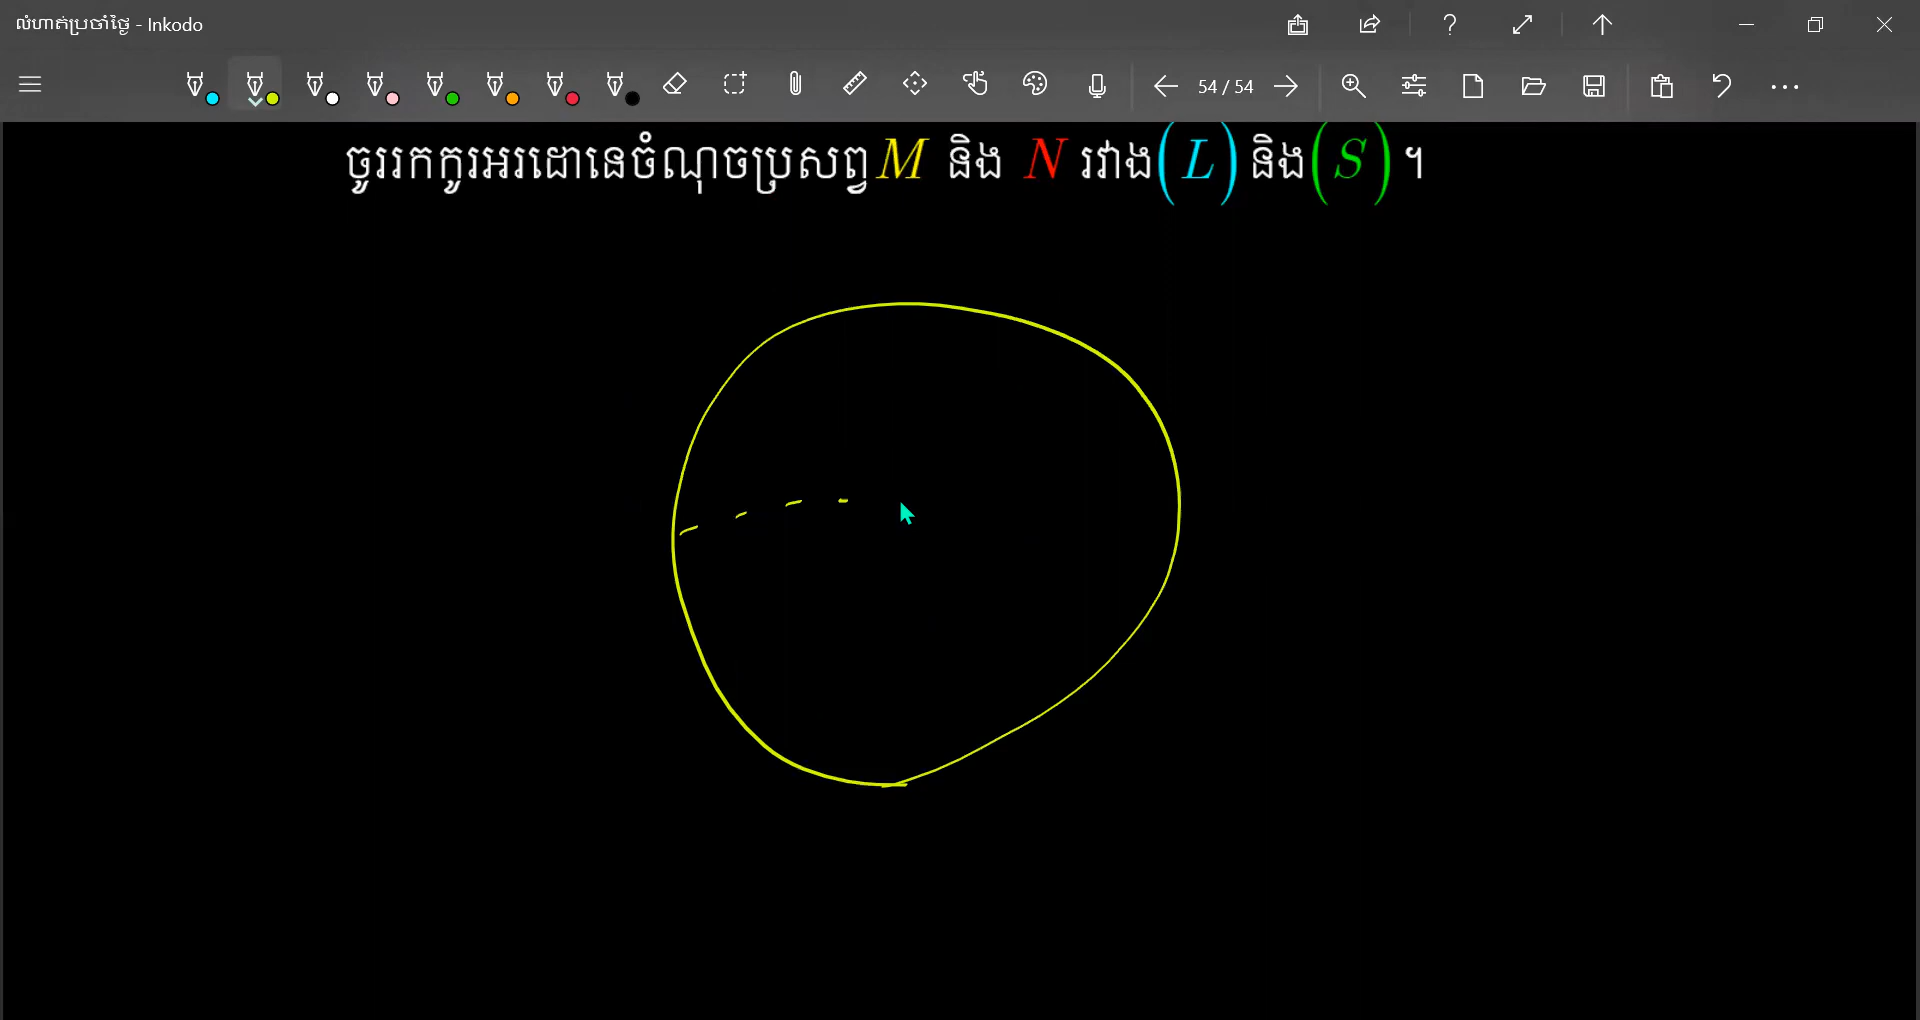 លំហាត់ប្រចាំថ្ងៃ - Inkodo
54 / 54
ចូររកកូរអរដោនេចំណុចប្រសព្វ M និង N រវាង (L) និង (S) ។